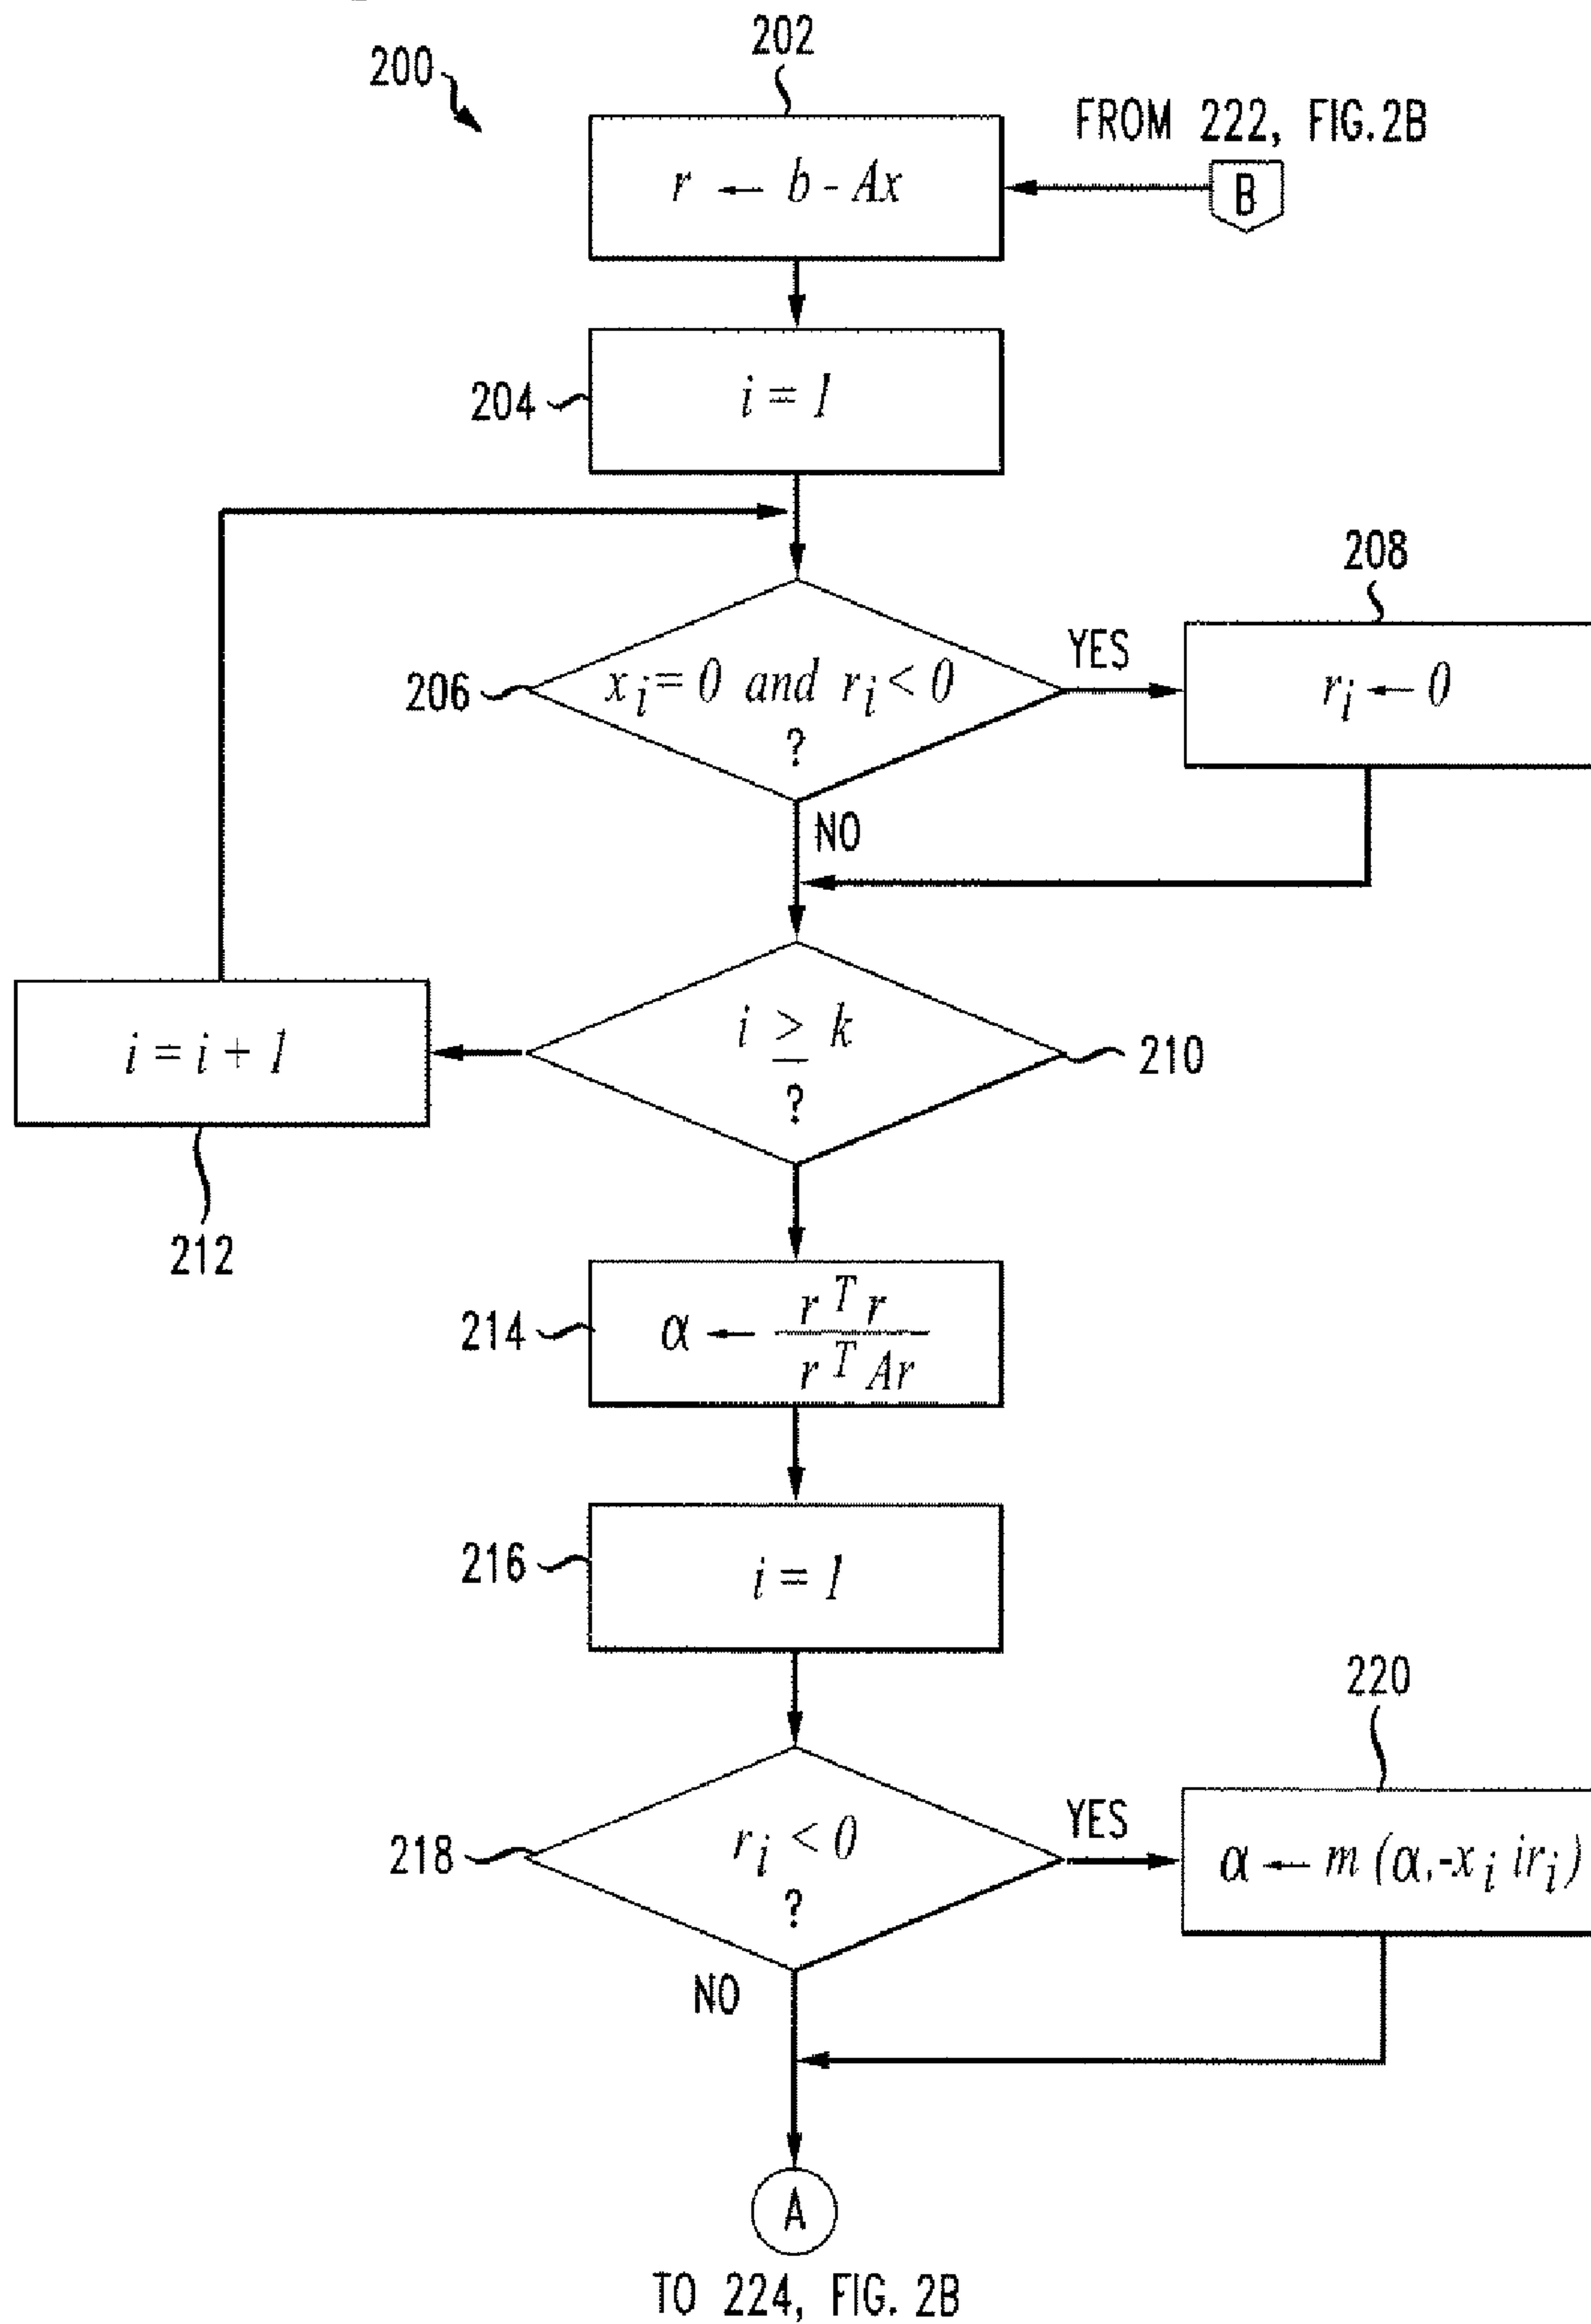 200
202
FROM 222, FIG.2B
r ← b - Ax
B
204
i = 1
206
x_i = 0 and r_i < 0
?
YES
208
r_i ← 0
NO
i ≥ k
?
210
i = i + 1
212
214
α ← r^T r / r^T Ar
216
i = 1
218
r_i < 0
?
YES
220
α ← m (α,-x_i ir_i)
NO
A
TO 224, FIG. 2B